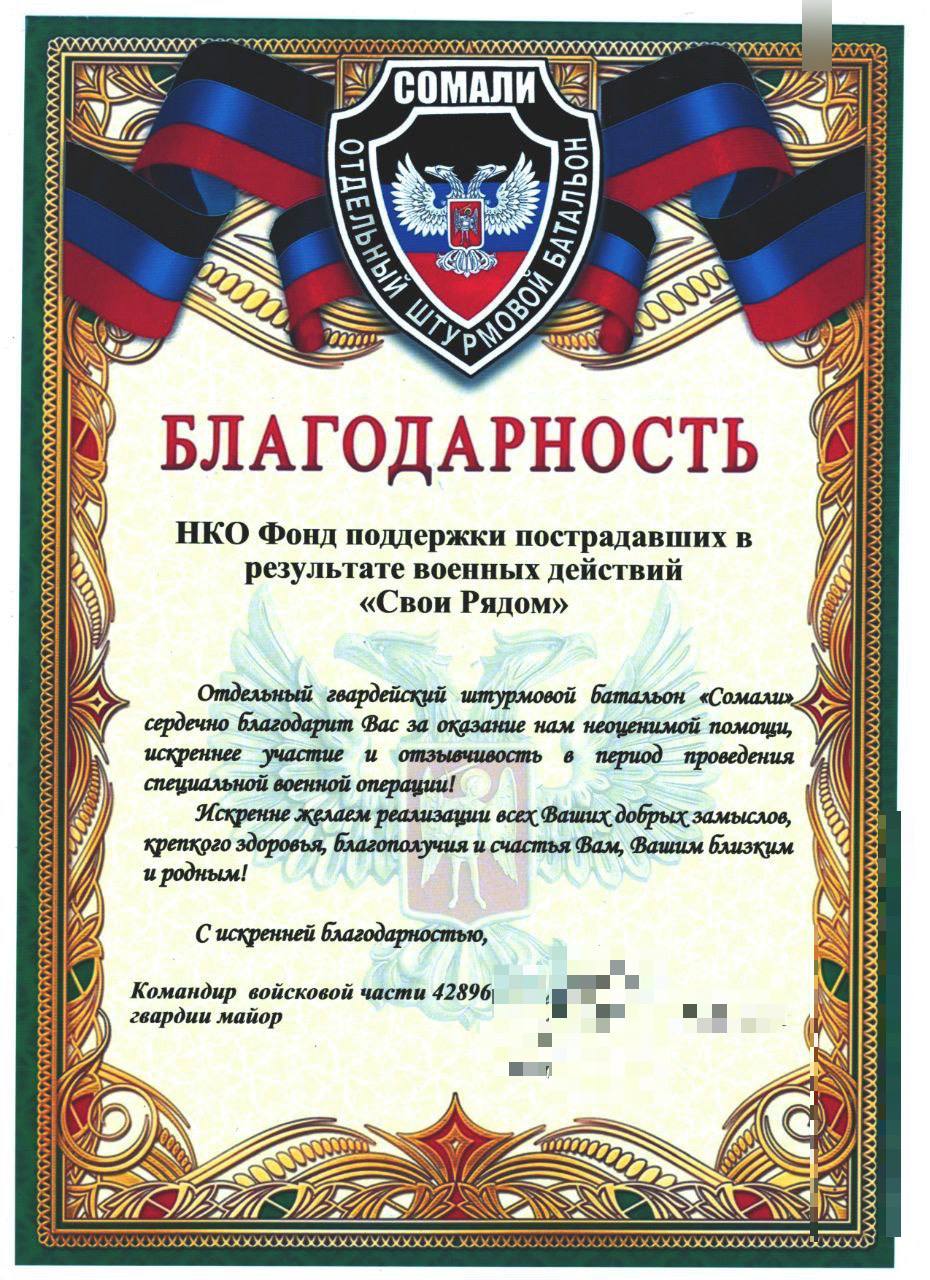 СОМАЛИ
ОТДЕЛЬНЫЙ ШТУРМОВОЙ БАТАЛЬОН
БЛАГОДАРНОСТЬ
НКО Фонд поддержки пострадавших в
результате военных действий
«Свои Рядом»
Отдельный гвардейский штурмовой батальон «Сомали»
сердечно благодарит Вас за оказание нам неоценимой помощи,
искреннее участие и отзывчивость в период проведения
специальной военной операции!
Искренне желаем реализации всех Ваших добрых замыслов,
крепкого здоровья, благополучия и счастья Вам, Вашим близким
и родным!
С искренней благодарностью,
Командир войсковой части 42896
гвардии майор